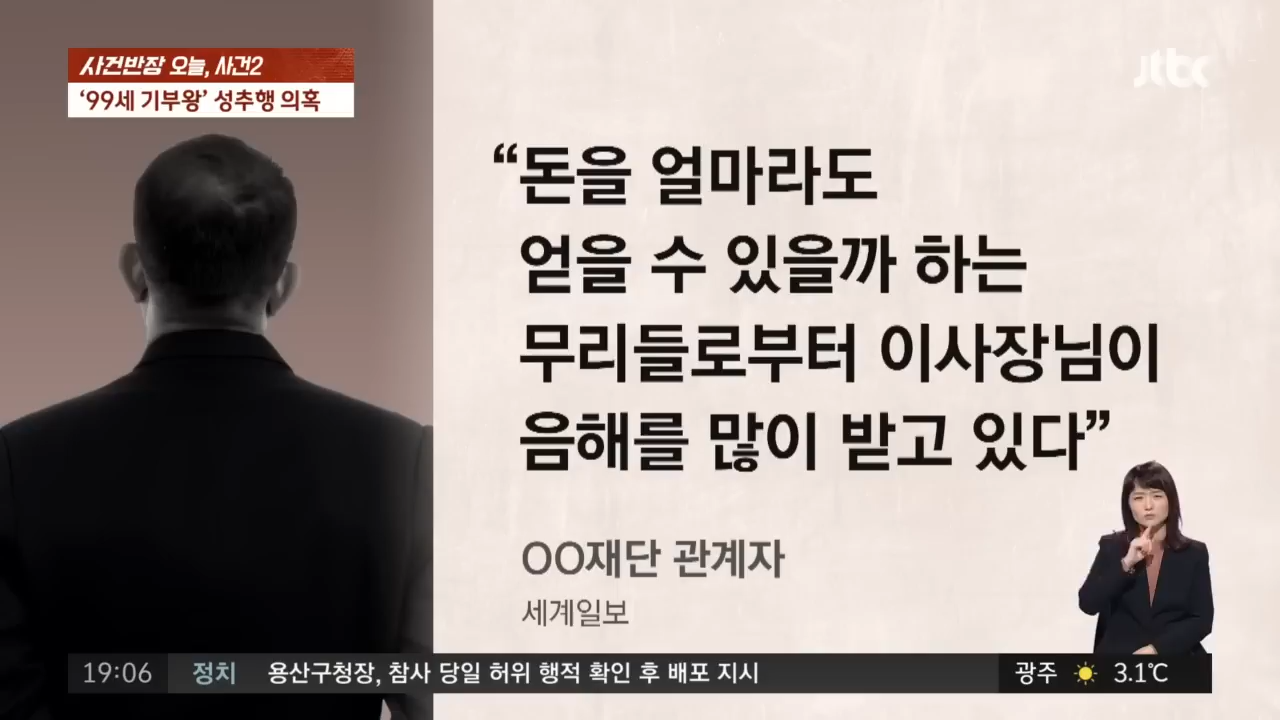 사건반장 오늘, 사건2
‘99세 기부왕’ 성추행 의혹
jtbc
“돈을 얼마라도
얻을 수 있을까 하는
무리들로부터 이사장님이
음해를 많이 받고 있다”
OO재단 관계자
세계일보
19:06 정치 용산구청장, 참사 당일 허위 행적 확인 후 배포 지시 광주 3.1℃